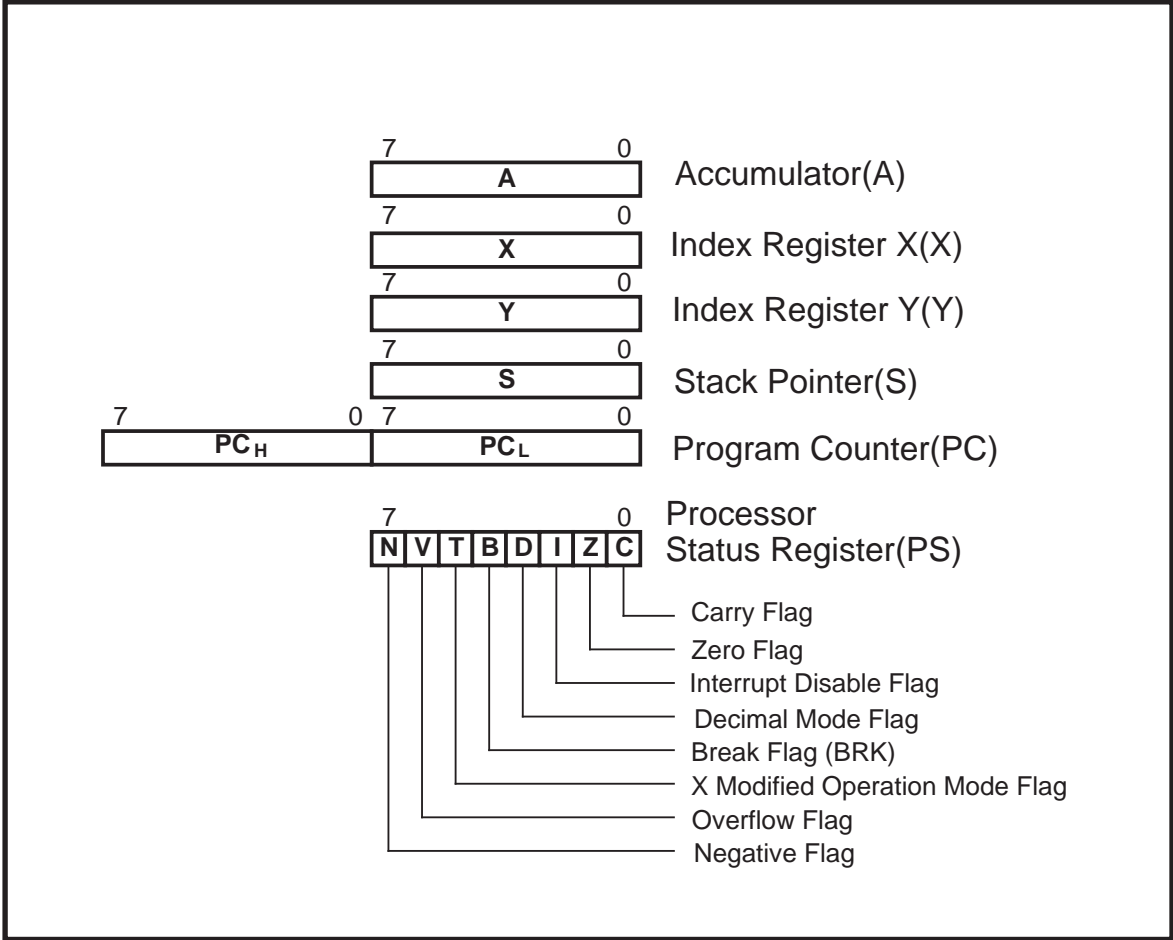 7 0
A Accumulator(A)
7 0
X Index Register X(X)
7 0
Y Index Register Y(Y)
7 0
S Stack Pointer(S)
7 0 7 0
PCH PCL Program Counter(PC)
7 0 Processor
N V T B D I Z C Status Register(PS)
Carry Flag
Zero Flag
Interrupt Disable Flag
Decimal Mode Flag
Break Flag (BRK)
X Modified Operation Mode Flag
Overflow Flag
Negative Flag